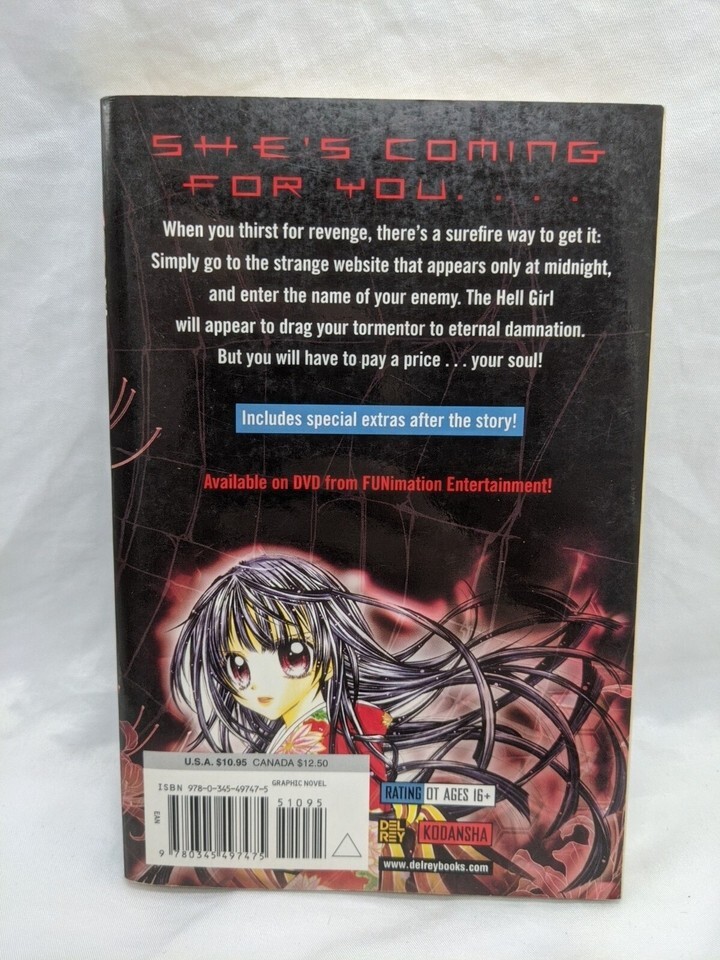 SHE'S COMING
FOR YOU. . . .
When you thirst for revenge, there's a surefire way to get it:
Simply go to the strange website that appears only at midnight,
and enter the name of your enemy. The Hell Girl
will appear to drag your tormentor to eternal damnation.
But you will have to pay a price . . . your soul!
Includes special extras after the story!
Available on DVD from FUNimation Entertainment!
U.S.A. $10.95 CANADA $12.50
ISBN 978-0-345-49747-5 GRAPHIC NOVEL
51095
EAN
9 780345 497475
RATING OT AGES 16+
DEL
REY
KODANSHA
www.delreybooks.com